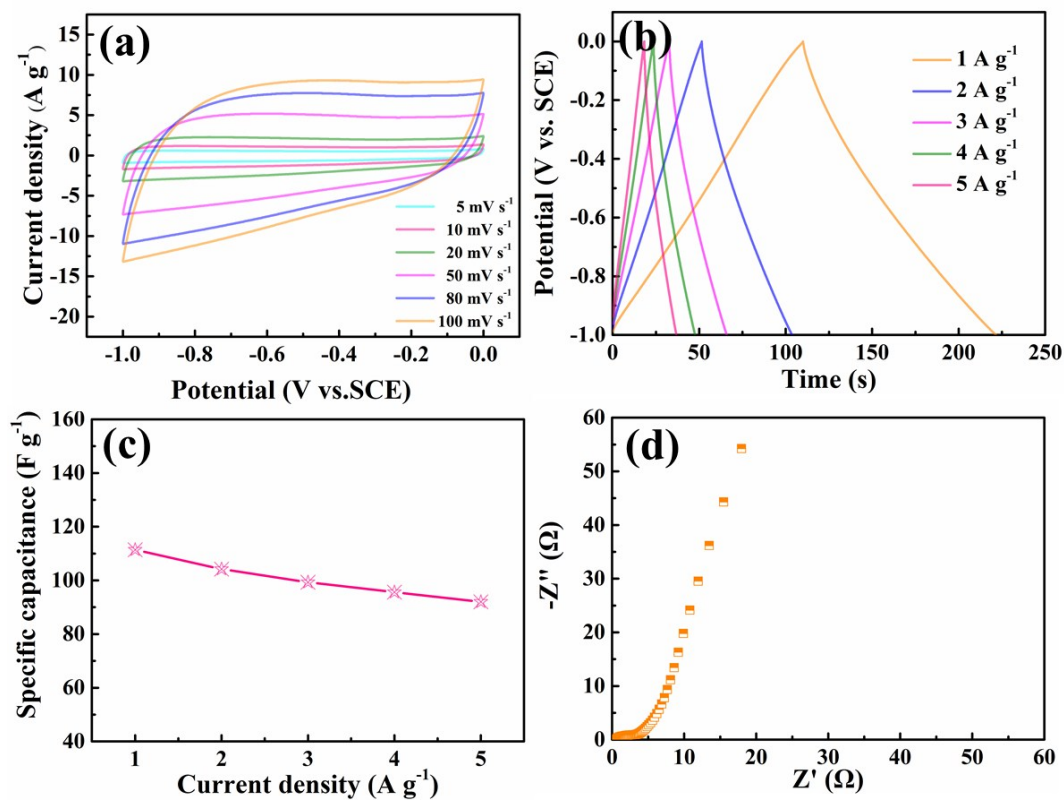 (a)
Current density (A g⁻¹)
15
10
5
0
-5
-10
-15
-20
5 mV s⁻¹
10 mV s⁻¹
20 mV s⁻¹
50 mV s⁻¹
80 mV s⁻¹
100 mV s⁻¹
-1.0 -0.8 -0.6 -0.4 -0.2 0.0
Potential (V vs.SCE)
(b)
Potential (V vs. SCE)
0.0
-0.2
-0.4
-0.6
-0.8
-1.0
1 A g⁻¹
2 A g⁻¹
3 A g⁻¹
4 A g⁻¹
5 A g⁻¹
0 25 50 75 100 125 150 175 200 225 250
Time (s)
(c)
Specific capacitance (F g⁻¹)
160
140
120
100
80
60
40
1 2 3 4 5
Current density (A g⁻¹)
(d)
-Z'' (Ω)
60
50
40
30
20
10
0
0 10 20 30 40 50 60
Z' (Ω)